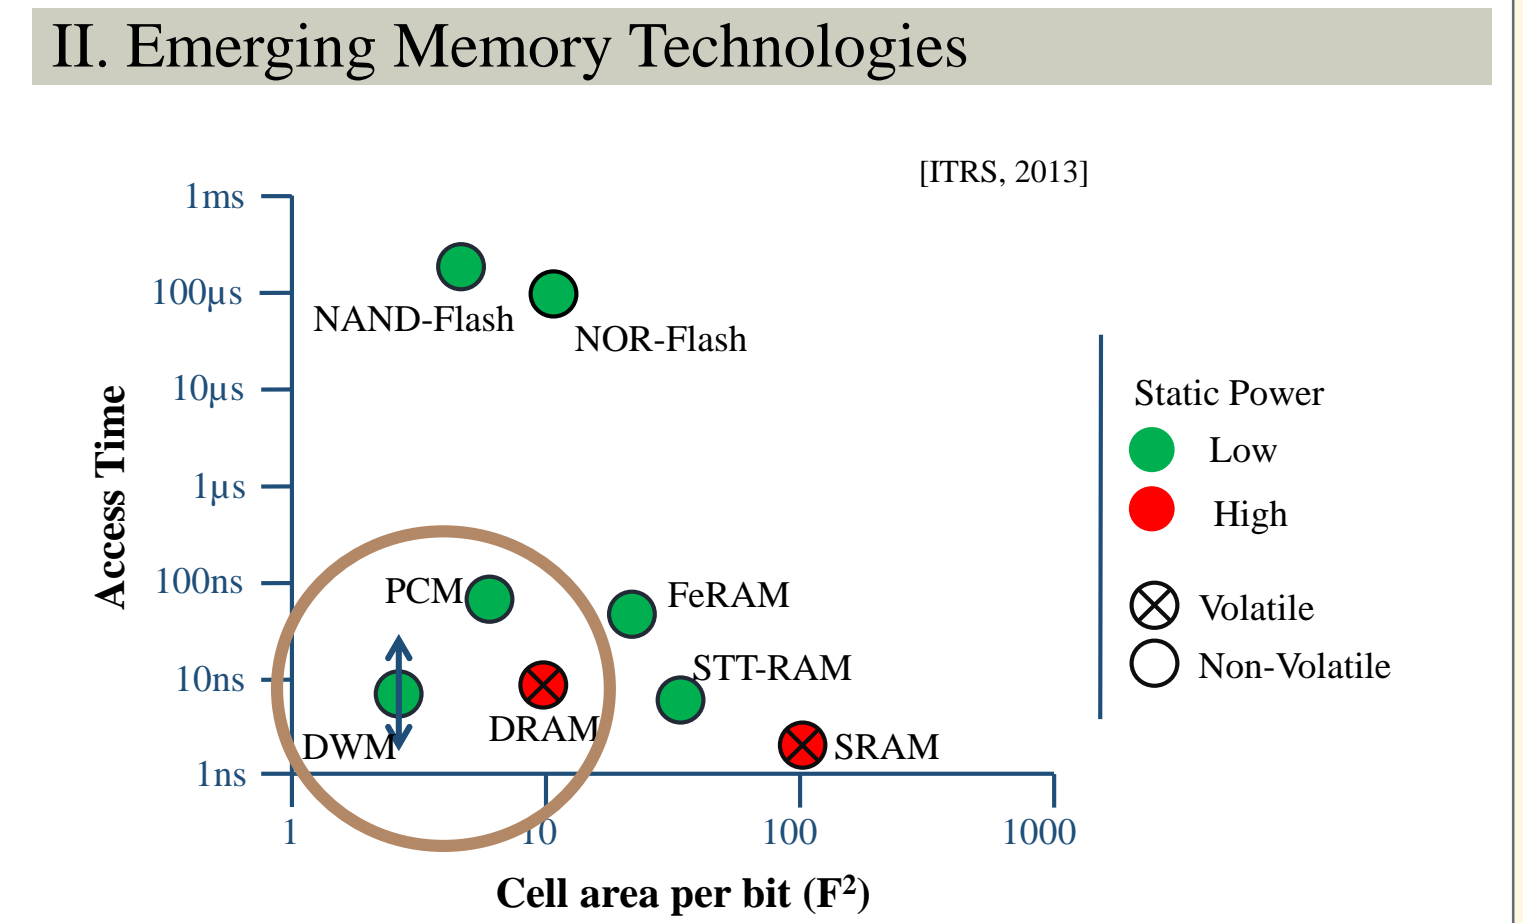 II. Emerging Memory Technologies
[ITRS, 2013]
1ms
100µs
10µs
1µs
100ns
10ns
1ns
Access Time
NAND-Flash
NOR-Flash
PCM
FeRAM
STT-RAM
DRAM
DWM
SRAM
1
10
100
1000
Cell area per bit (F²)
Static Power
Low
High
Volatile
Non-Volatile